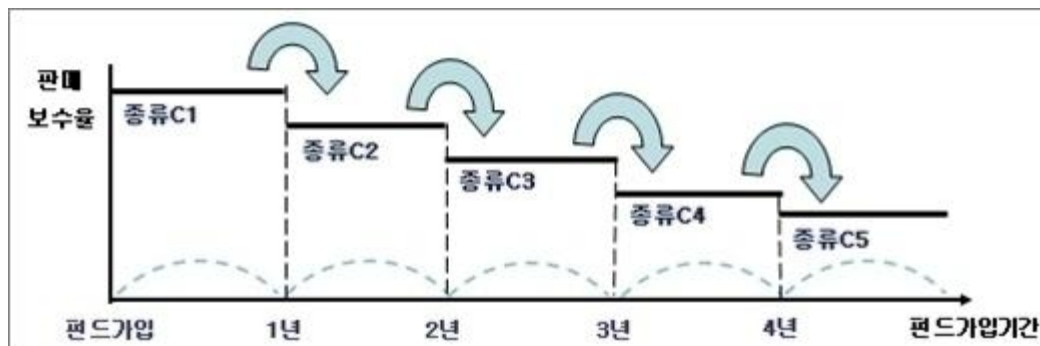 판매
보수율
종류C1
종류C2
종류C3
종류C4
종류C5
펀드가입
1년
2년
3년
4년
펀드가입기간